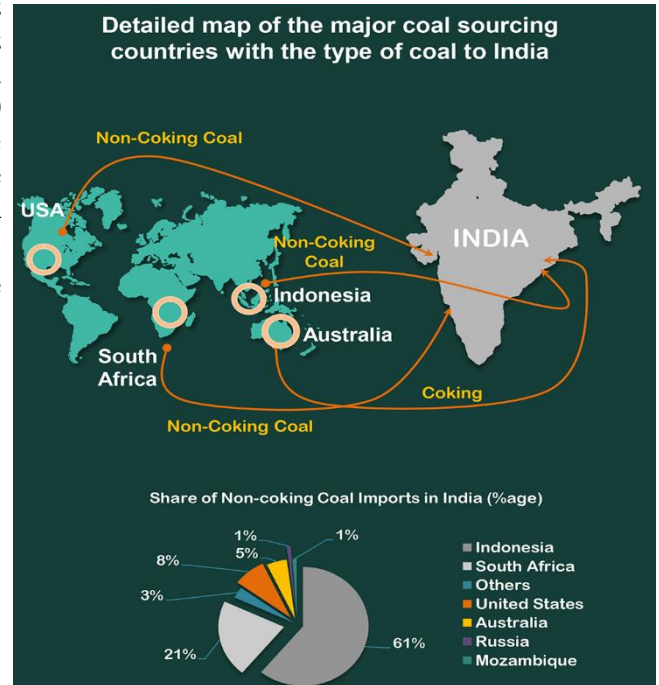 Detailed map of the major coal sourcing
countries with the type of coal to India
Non-Coking Coal
USA
Non-Coking
Coal
INDIA
Indonesia
Australia
South
Africa
Coking
Non-Coking Coal
Share of Non-coking Coal Imports in India (%age)
1%
1%
5%
8%
3%
21%
61%
Indonesia
South Africa
Others
United States
Australia
Russia
Mozambique